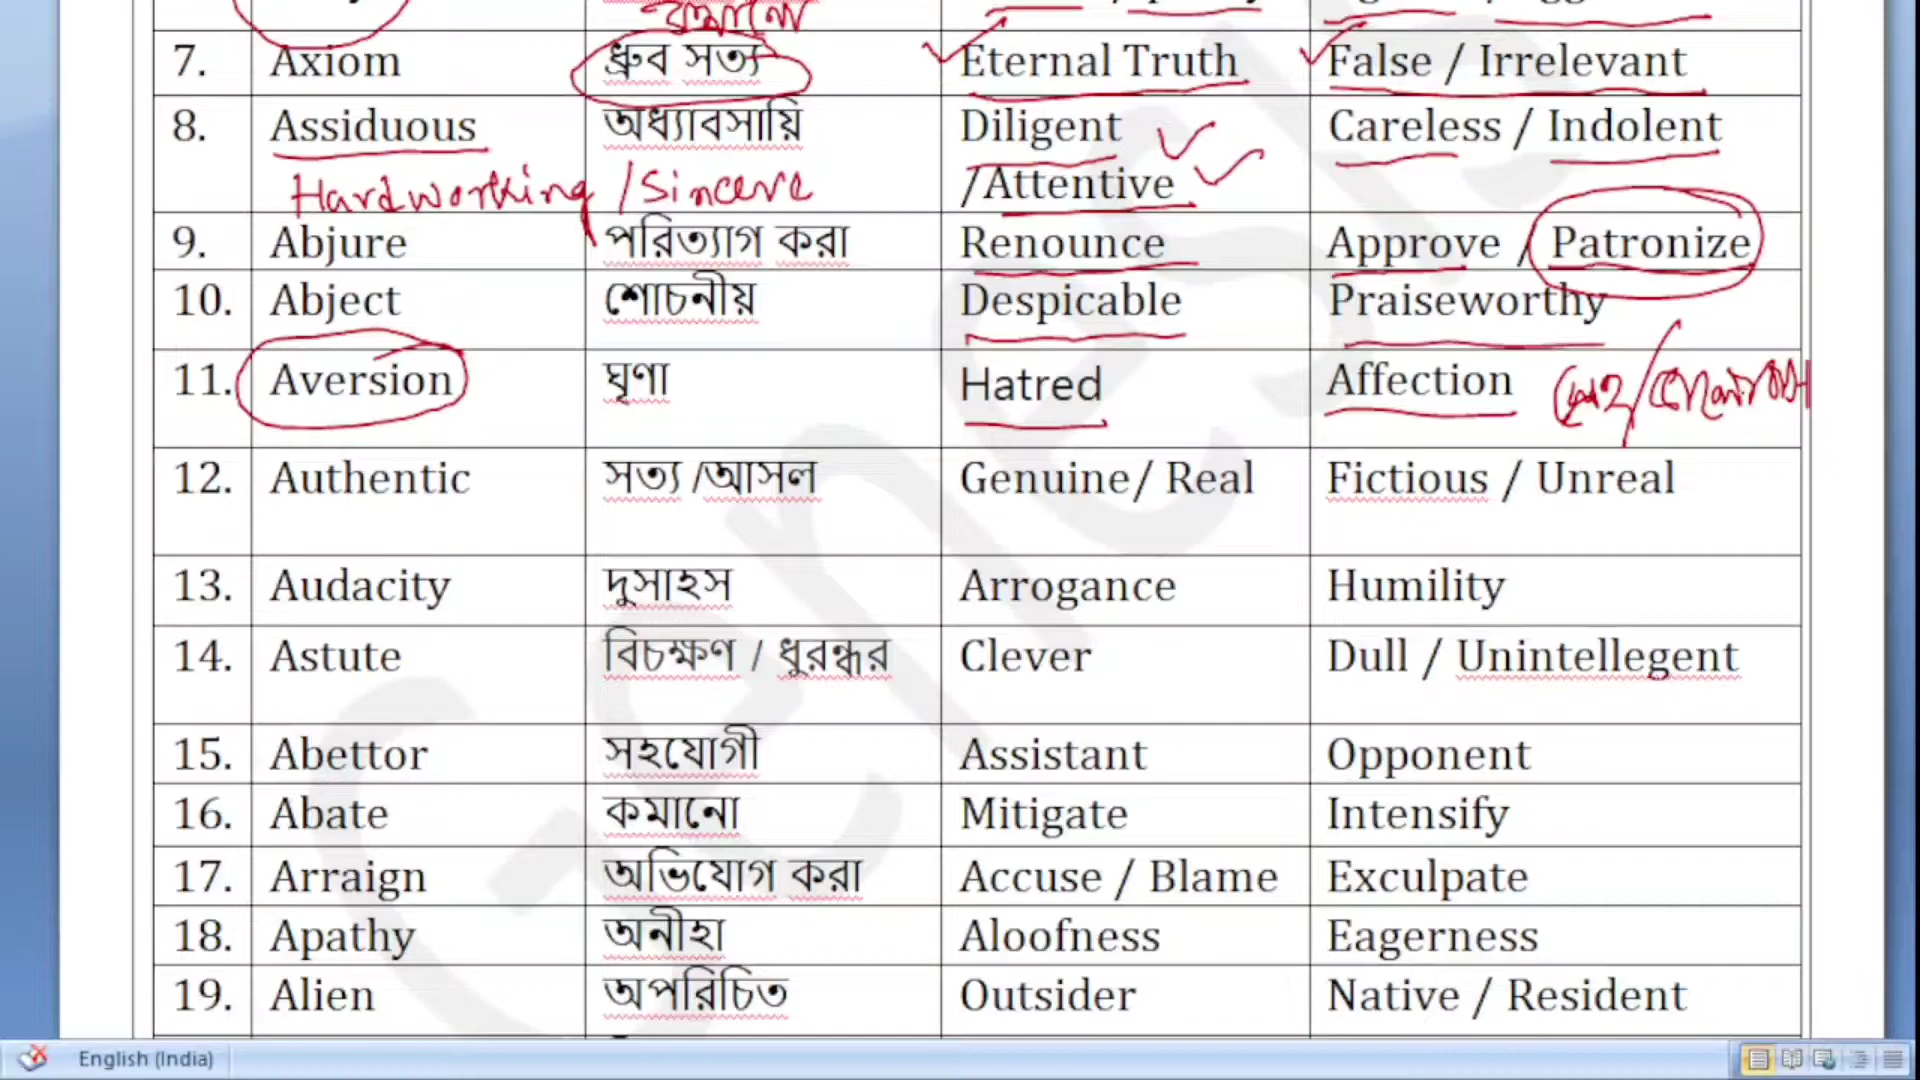 বোঝানো
7. Axiom ধ্রুব সত্য Eternal Truth False / Irrelevant
8. Assiduous অধ্যাবসায়ি Diligent Careless / Indolent
/Attentive
Hardworking /Sincere
9. Abjure পরিত্যাগ করা Renounce Approve / Patronize
10. Abject শোচনীয় Despicable Praiseworthy
11. Aversion ঘৃণা Hatred Affection
12. Authentic সত্য /আসল Genuine/ Real Fictious / Unreal
13. Audacity দুসাহস Arrogance Humility
14. Astute বিচক্ষণ / ধুরন্ধর Clever Dull / Unintellegent
15. Abettor সহযোগী Assistant Opponent
16. Abate কমানো Mitigate Intensify
17. Arraign অভিযোগ করা Accuse / Blame Exculpate
18. Apathy অনীহা Aloofness Eagerness
19. Alien অপরিচিত Outsider Native / Resident
English (India)